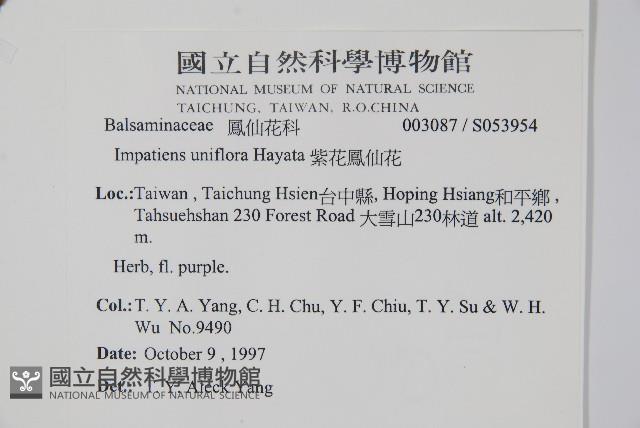 國立自然科學博物館
NATIONAL MUSEUM OF NATURAL SCIENCE
TAICHUNG, TAIWAN, R.O.CHINA
Balsaminaceae 鳳仙花科 003087 / S053954
Impatiens uniflora Hayata 紫花鳳仙花
Loc.:Taiwan , Taichung Hsien台中縣, Hoping Hsiang和平鄉 ,
Tahsuehshan 230 Forest Road 大雪山230林道 alt. 2,420
m.
Herb, fl. purple.
Col.:T. Y. A. Yang, C. H. Chu, Y. F. Chiu, T. Y. Su & W. H.
Wu No.9490
Date: October 9 , 1997
Det.: T. Y. Aleck Yang
國立自然科學博物館
NATIONAL MUSEUM OF NATURAL SCIENCE